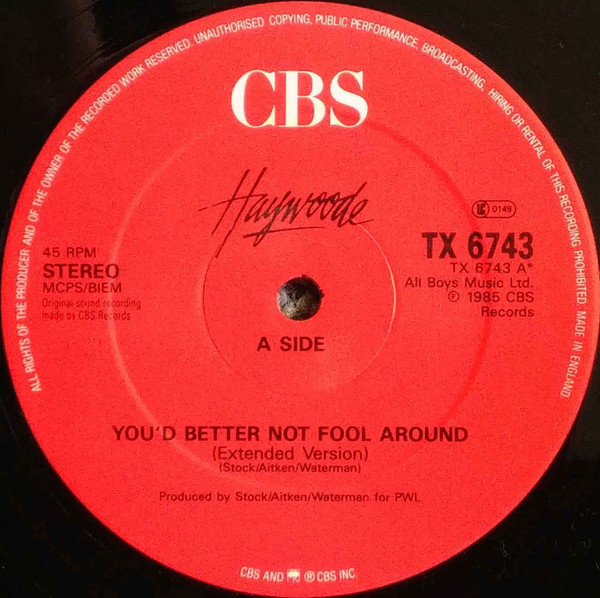 ALL RIGHTS OF THE PRODUCER AND OF THE OWNER OF THE RECORDED WORK RESERVED. UNAUTHORISED COPYING, PUBLIC PERFORMANCE, BROADCASTING, HIRING OR RENTAL OF THIS RECORDING PROHIBITED. MADE IN ENGLAND
CBS
Haywoode
LC 0149
45 RPM
STEREO
MCPS/BIEM
Original sound recording
made by CBS Records
TX 6743
TX 6743 A*
All Boys Music Ltd.
℗ 1985 CBS
Records
A SIDE
YOU'D BETTER NOT FOOL AROUND
(Extended Version)
(Stock/Aitken/Waterman)
Produced by Stock/Aitken/Waterman for PWL
CBS AND ® CBS INC.